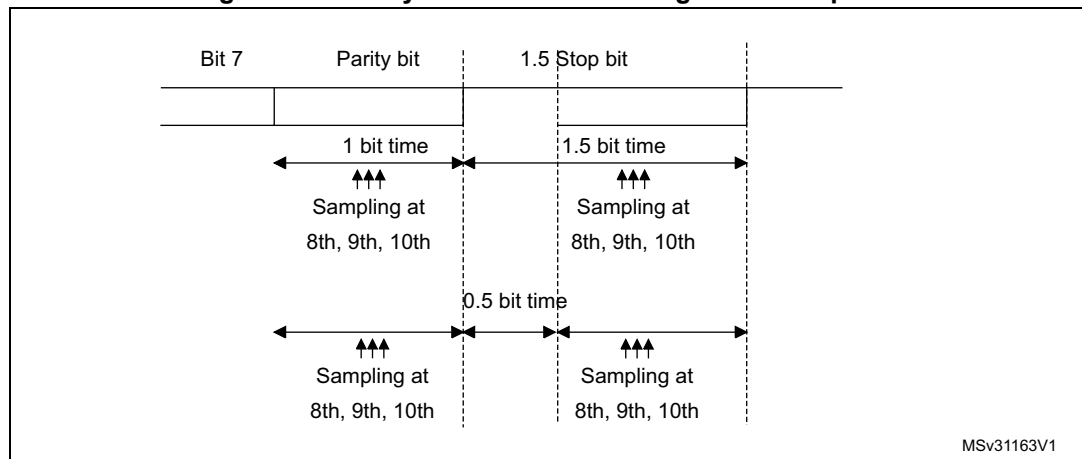 Bit 7 Parity bit 1.5 Stop bit
1 bit time 1.5 bit time
Sampling at Sampling at
8th, 9th, 10th 8th, 9th, 10th
0.5 bit time
Sampling at Sampling at
8th, 9th, 10th 8th, 9th, 10th
MSv31163V1